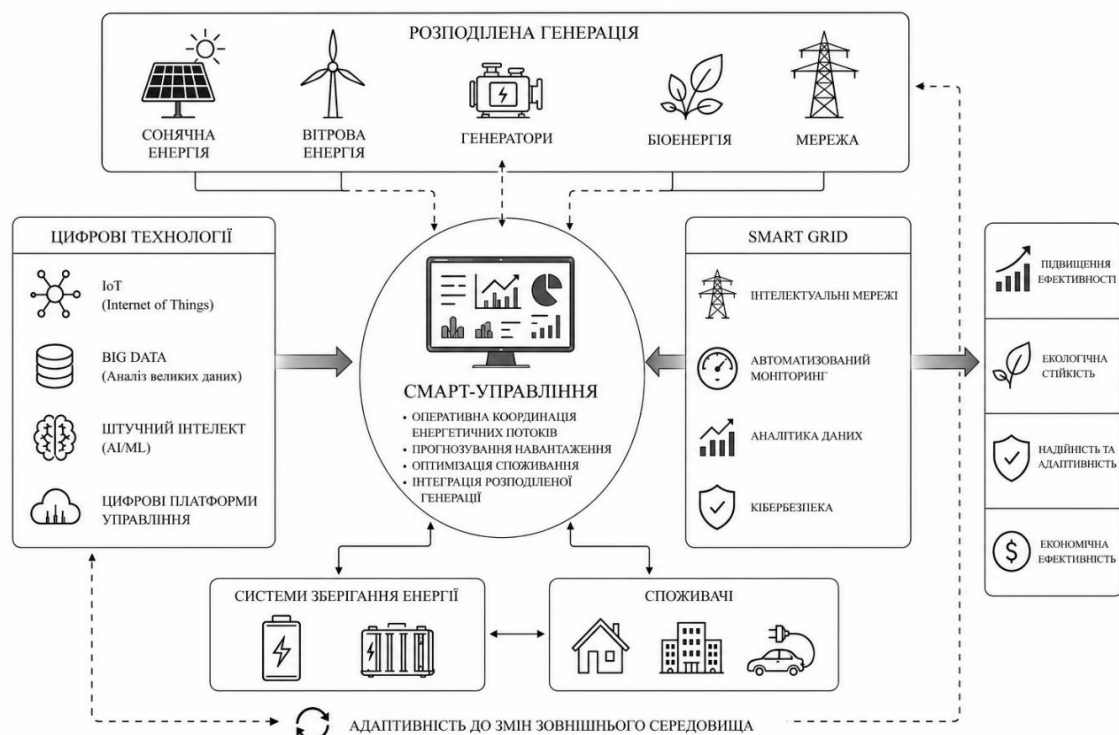 РОЗПОДІЛЕНА ГЕНЕРАЦІЯ
СОНЯЧНА
ЕНЕРГІЯ
ВІТРОВА
ЕНЕРГІЯ
ГЕНЕРАТОРИ
БІОЕНЕРГІЯ
МЕРЕЖА
ЦИФРОВІ ТЕХНОЛОГІЇ
IoT
(Internet of Things)
BIG DATA
(Аналіз великих даних)
ШТУЧНИЙ ІНТЕЛЕКТ
(AI/ML)
ЦИФРОВІ ПЛАТФОРМИ
УПРАВЛІННЯ
СМАРТ-УПРАВЛІННЯ
• ОПЕРАТИВНА КООРДИНАЦІЯ
ЕНЕРГЕТИЧНИХ ПОТОКІВ
• ПРОГНОЗУВАННЯ НАВАНТАЖЕННЯ
• ОПТИМІЗАЦІЯ СПОЖИВАННЯ
• ІНТЕГРАЦІЯ РОЗПОДІЛЕНОЇ
ГЕНЕРАЦІЇ
SMART GRID
ІНТЕЛЕКТУАЛЬНІ МЕРЕЖІ
АВТОМАТИЗОВАНИЙ
МОНІТОРИНГ
АНАЛІТИКА ДАНИХ
КІБЕРБЕЗПЕКА
ПІДВИЩЕННЯ
ЕФЕКТИВНОСТІ
ЕКОЛОГІЧНА
СТІЙКІСТЬ
НАДІЙНІСТЬ ТА
АДАПТИВНІСТЬ
$
ЕКОНОМІЧНА
ЕФЕКТИВНІСТЬ
СИСТЕМИ ЗБЕРІГАННЯ ЕНЕРГІЇ
СПОЖИВАЧІ
АДАПТИВНІСТЬ ДО ЗМІН ЗОВНІШНЬОГО СЕРЕДОВИЩА